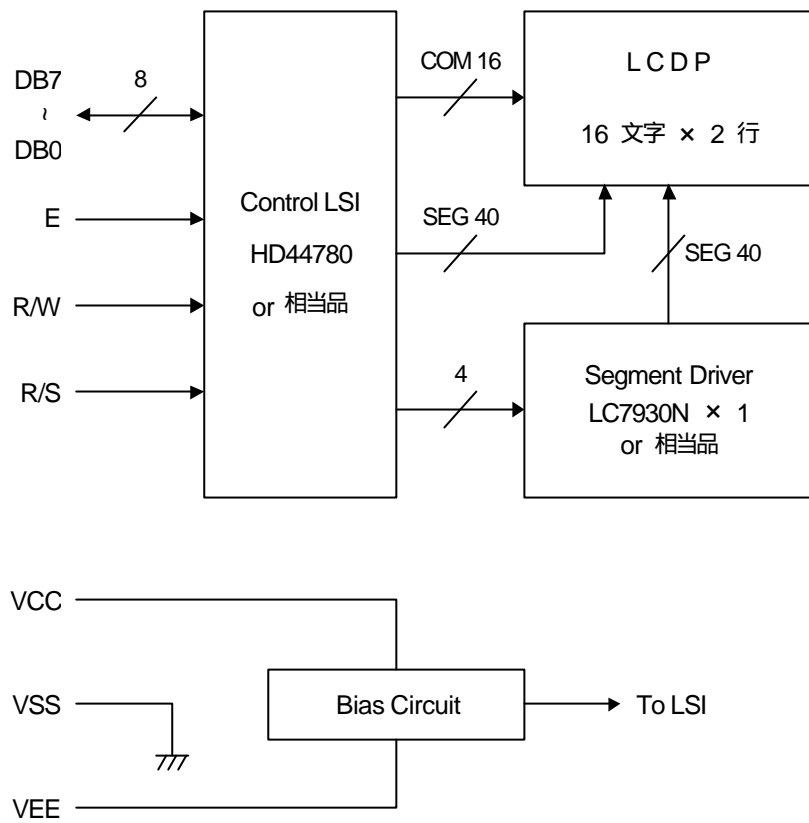 DB7
~
DB0
8
E
R/W
R/S
Control LSI
HD44780
or 相当品
COM 16
SEG 40
4
LCDP
16 文字 × 2 行
SEG 40
Segment Driver
LC7930N × 1
or 相当品
VCC
VSS
VEE
Bias Circuit
To LSI